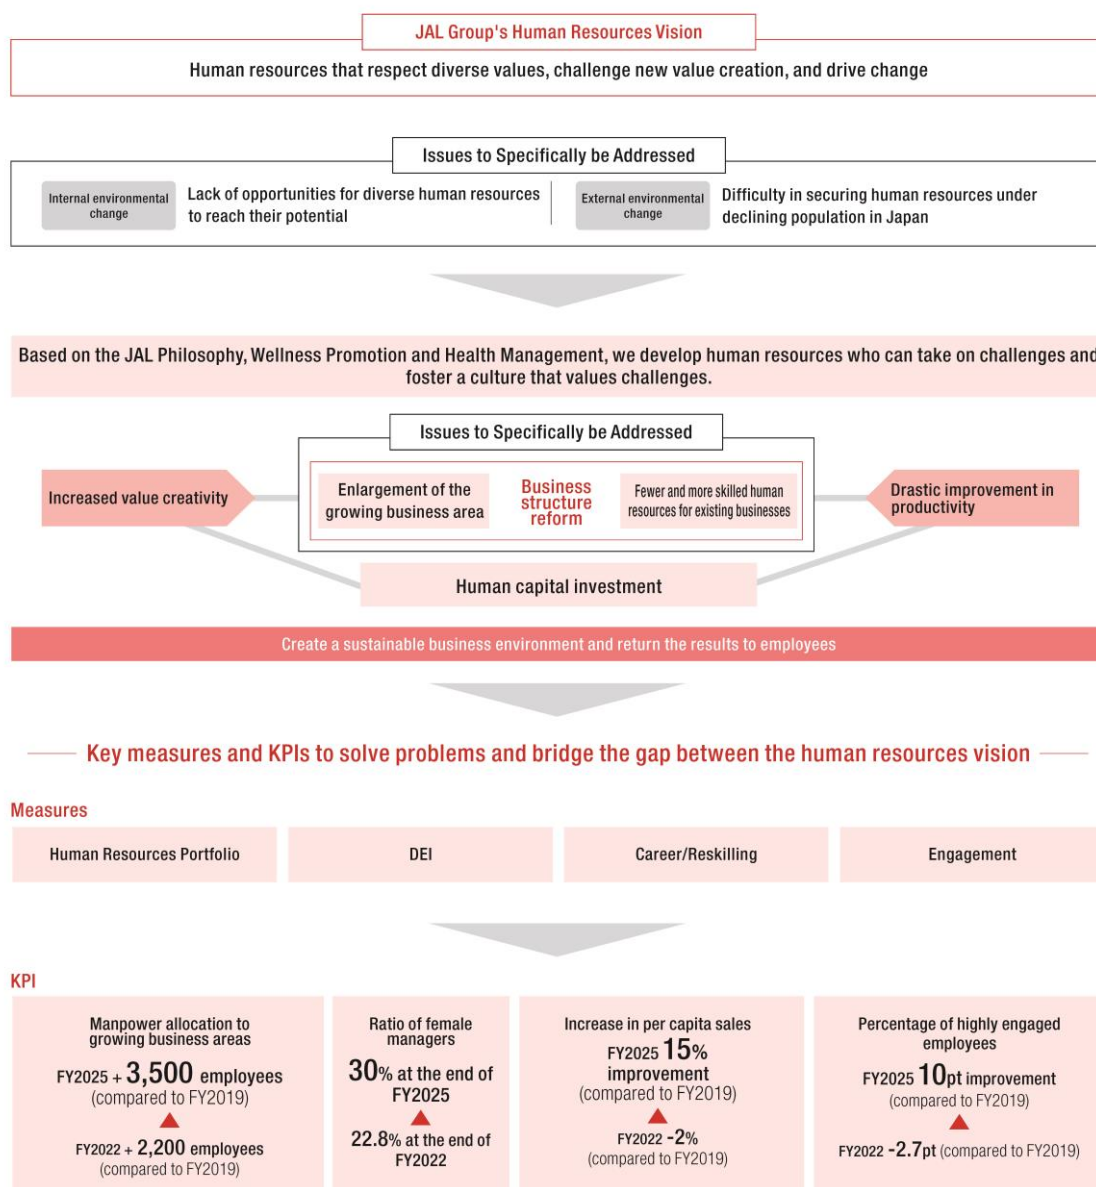 JAL Group's Human Resources Vision
Human resources that respect diverse values, challenge new value creation, and drive change
Issues to Specifically be Addressed
Internal environmental
change
Lack of opportunities for diverse human resources
to reach their potential
External environmental
change
Difficulty in securing human resources under
declining population in Japan
Based on the JAL Philosophy, Wellness Promotion and Health Management, we develop human resources who can take on challenges and
foster a culture that values challenges.
Issues to Specifically be Addressed
Increased value creativity
Enlargement of the
growing business area
Business
structure
reform
Fewer and more skilled human
resources for existing businesses
Drastic improvement in
productivity
Human capital investment
Create a sustainable business environment and return the results to employees
Key measures and KPIs to solve problems and bridge the gap between the human resources vision
Measures
Human Resources Portfolio
DEI
Career/Reskilling
Engagement
KPI
Manpower allocation to
growing business areas
FY2025 + 3,500 employees
(compared to FY2019)
FY2022 + 2,200 employees
(compared to FY2019)
Ratio of female
managers
30% at the end of
FY2025
22.8% at the end of
FY2022
Increase in per capita sales
FY2025 15%
improvement
(compared to FY2019)
FY2022 -2%
(compared to FY2019)
Percentage of highly engaged
employees
FY2025 10pt improvement
(compared to FY2019)
FY2022 -2.7pt (compared to FY2019)